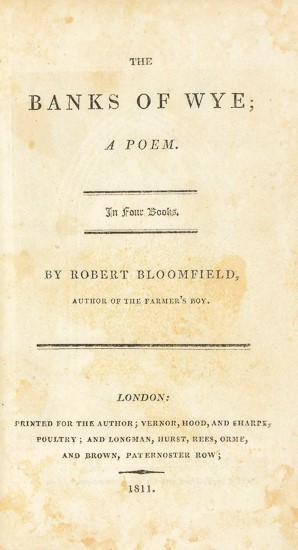 THE
BANKS OF WYE;
A POEM.
In Four Books.
BY ROBERT BLOOMFIELD,
AUTHOR OF THE FARMER'S BOY.
LONDON:
PRINTED FOR THE AUTHOR; VERNOR, HOOD, AND SHARPE,
POULTRY; AND LONGMAN, HURST, REES, ORME,
AND BROWN, PATERNOSTER ROW;
1811.